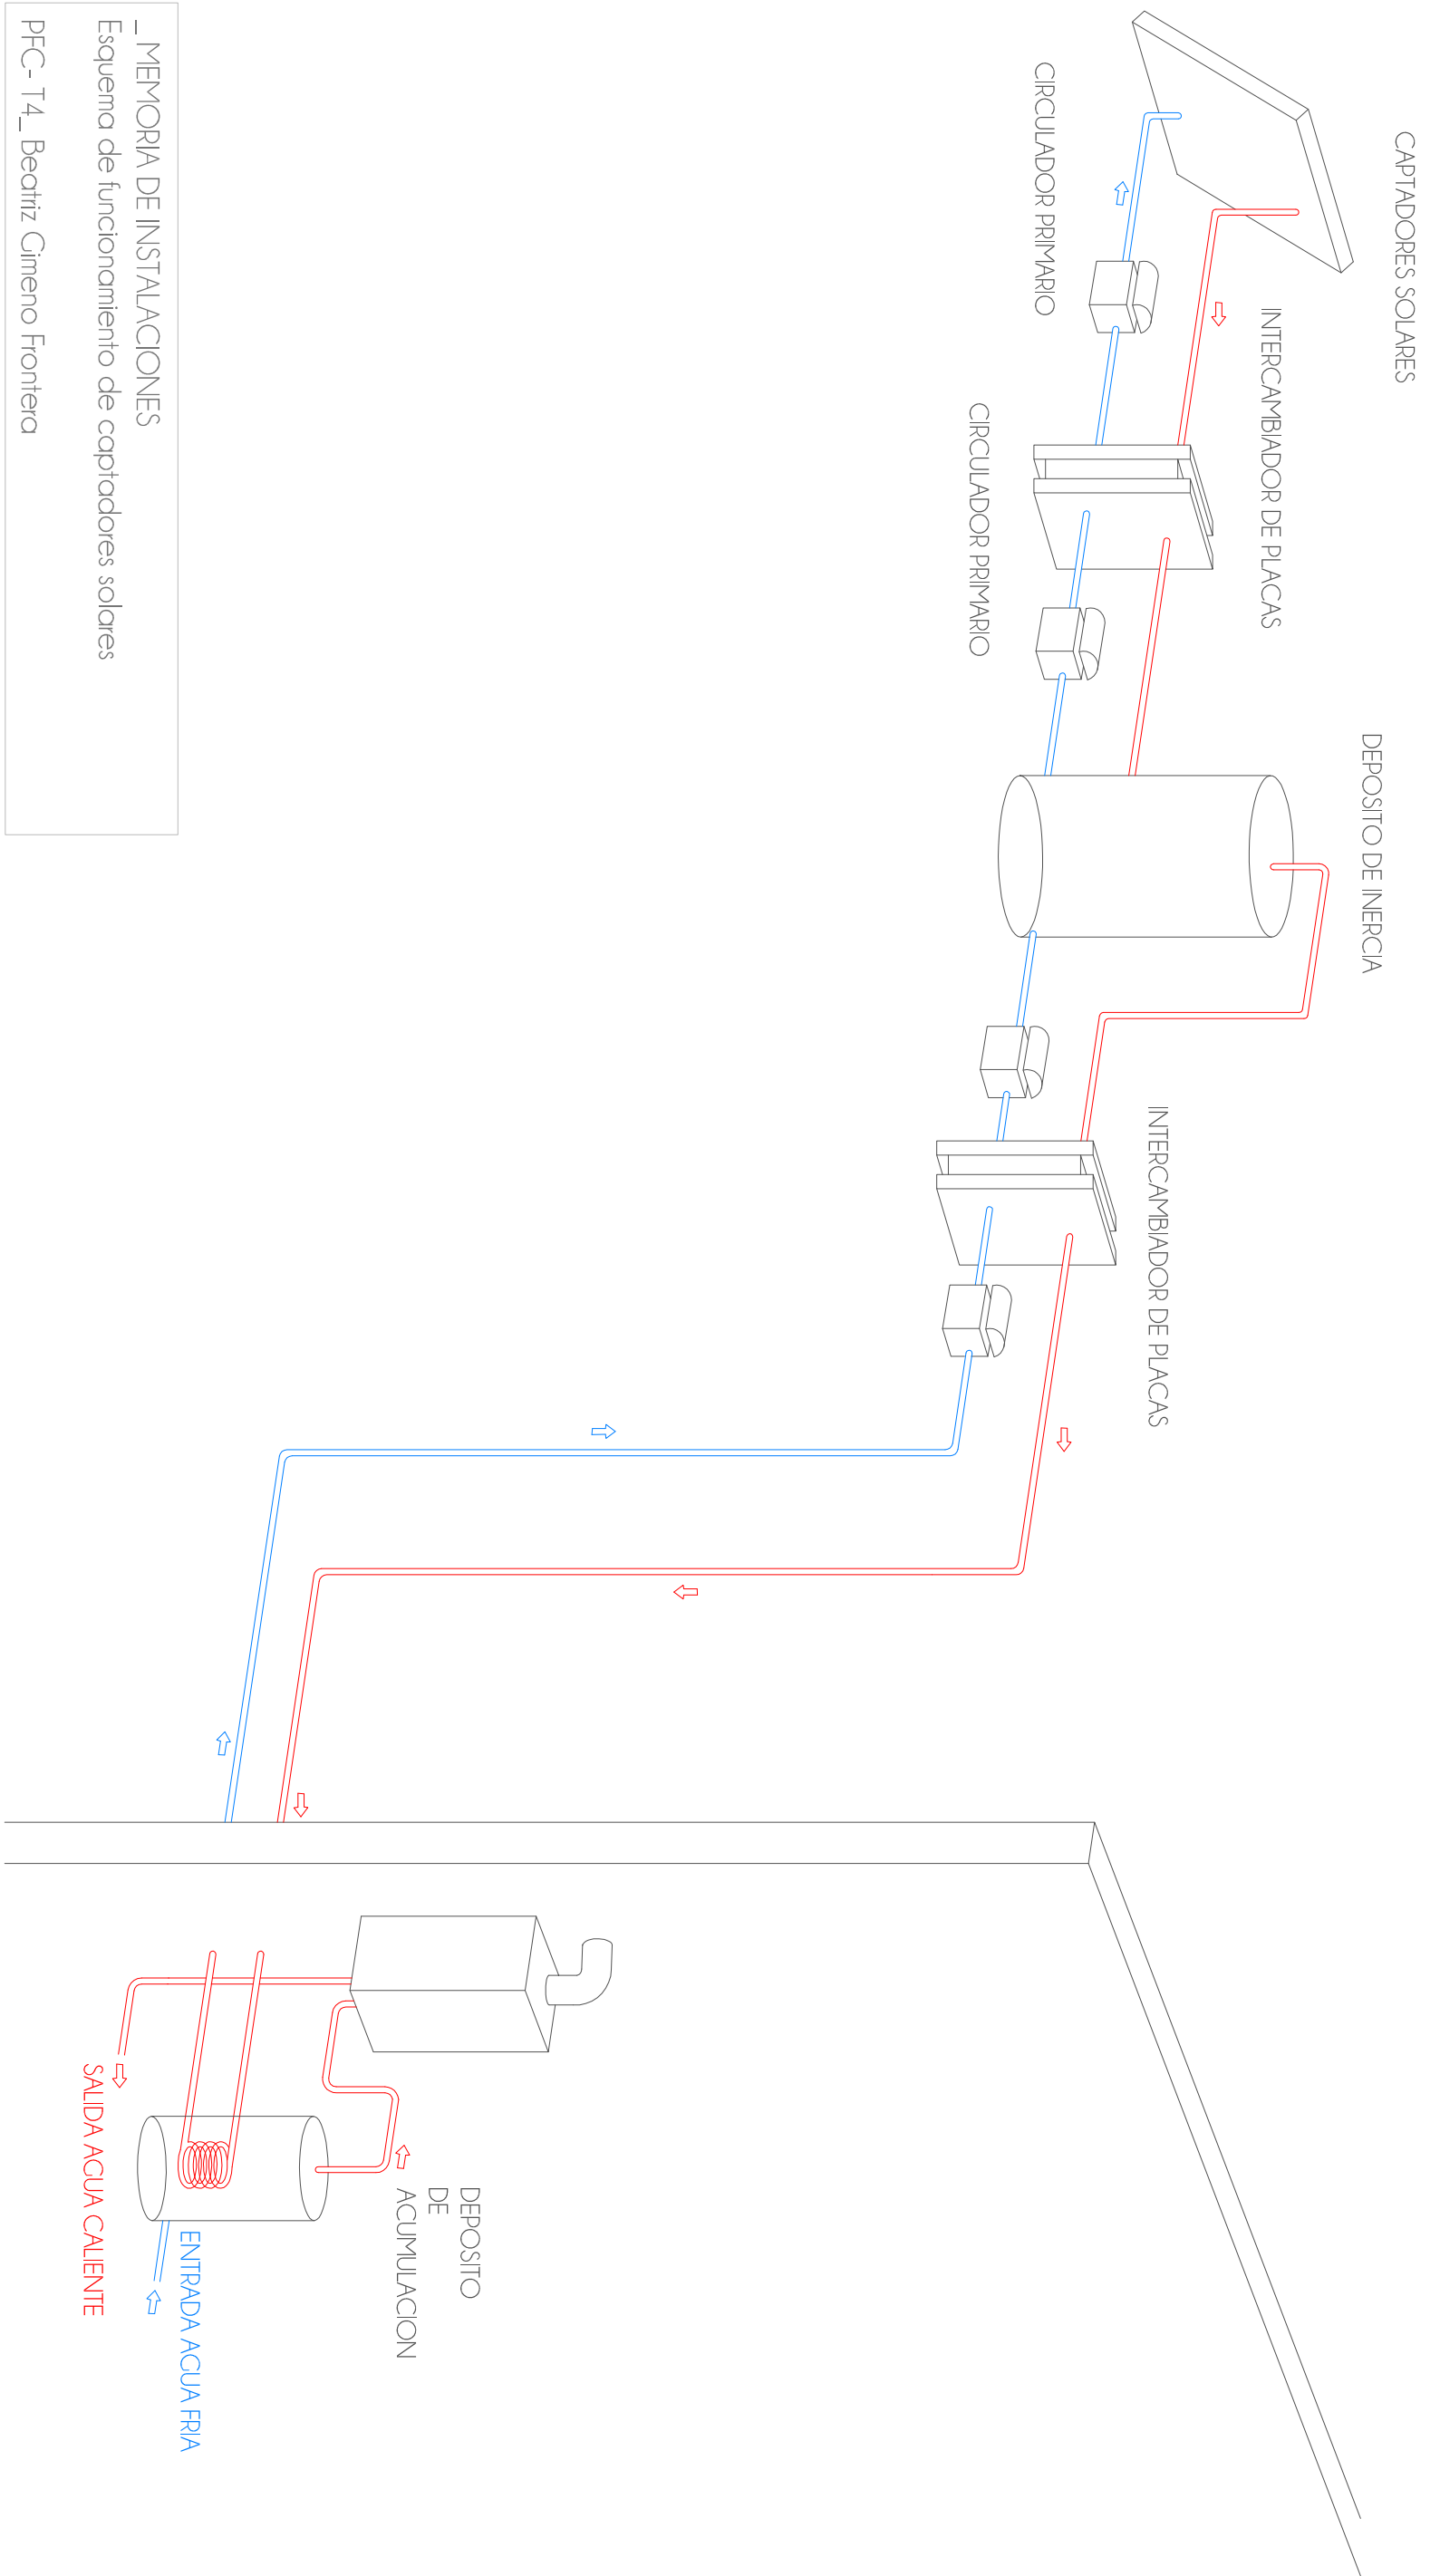 CAPTADORES SOLARES
INTERCAMBIADOR DE PLACAS
CIRCULADOR PRIMARIO
CIRCULADOR PRIMARIO
DEPOSITO DE INERCIA
INTERCAMBIADOR DE PLACAS
DEPOSITO
DE
ACUMULACION
ENTRADA AGUA FRIA
SALIDA AGUA CALIENTE
_ MEMORIA DE INSTALACIONES
Esquema de funcionamiento de captadores solares
PFC- T4_ Beatriz Gimeno Frontera